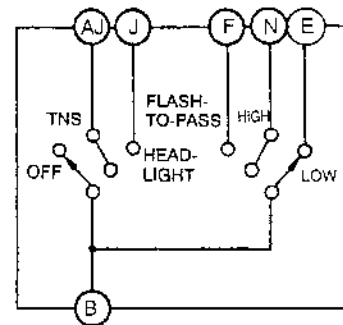 AJ J F N E
FLASH-
TO-PASS
TNS
HIGH
OFF
HEAD-
LIGHT
LOW
B